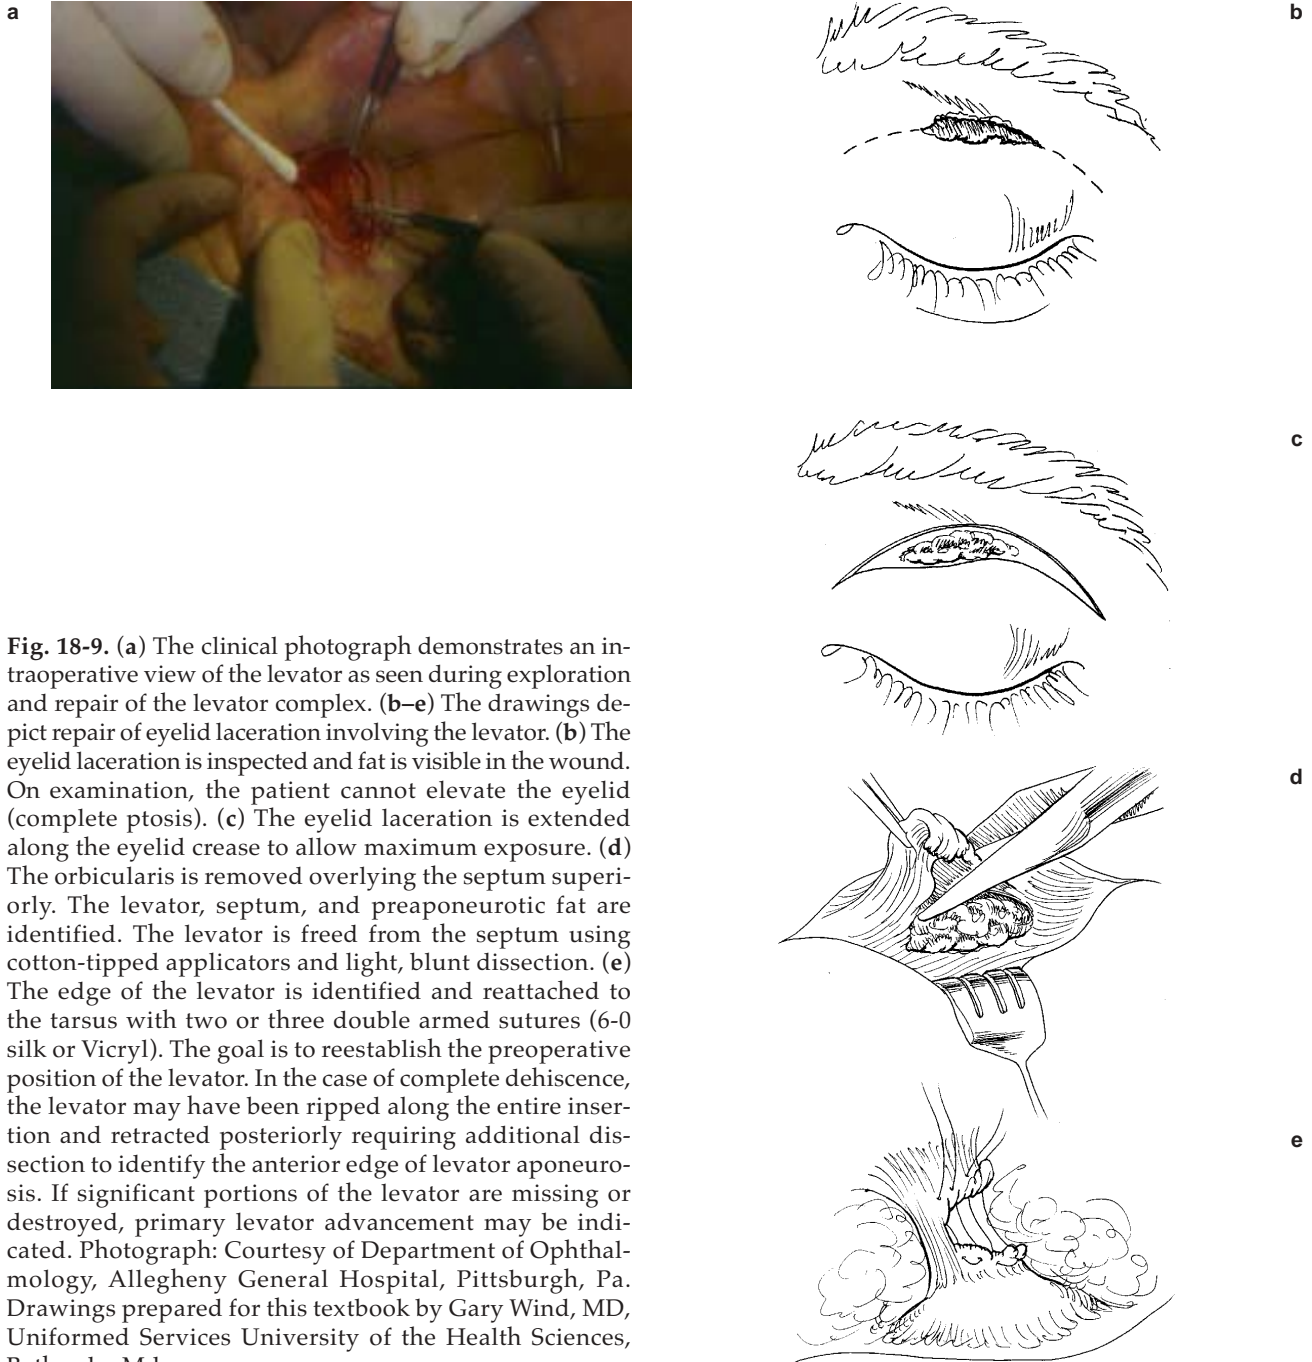 a
b
c
d
e
Fig. 18-9. (a) The clinical photograph demonstrates an in-
traoperative view of the levator as seen during exploration
and repair of the levator complex. (b–e) The drawings de-
pict repair of eyelid laceration involving the levator. (b) The
eyelid laceration is inspected and fat is visible in the wound.
On examination, the patient cannot elevate the eyelid
(complete ptosis). (c) The eyelid laceration is extended
along the eyelid crease to allow maximum exposure. (d)
The orbicularis is removed overlying the septum superi-
orly. The levator, septum, and preaponeurotic fat are
identified. The levator is freed from the septum using
cotton-tipped applicators and light, blunt dissection. (e)
The edge of the levator is identified and reattached to
the tarsus with two or three double armed sutures (6-0
silk or Vicryl). The goal is to reestablish the preoperative
position of the levator. In the case of complete dehiscence,
the levator may have been ripped along the entire inser-
tion and retracted posteriorly requiring additional dis-
section to identify the anterior edge of levator aponeuro-
sis. If significant portions of the levator are missing or
destroyed, primary levator advancement may be indi-
cated. Photograph: Courtesy of Department of Ophthal-
mology, Allegheny General Hospital, Pittsburgh, Pa.
Drawings prepared for this textbook by Gary Wind, MD,
Uniformed Services University of the Health Sciences,